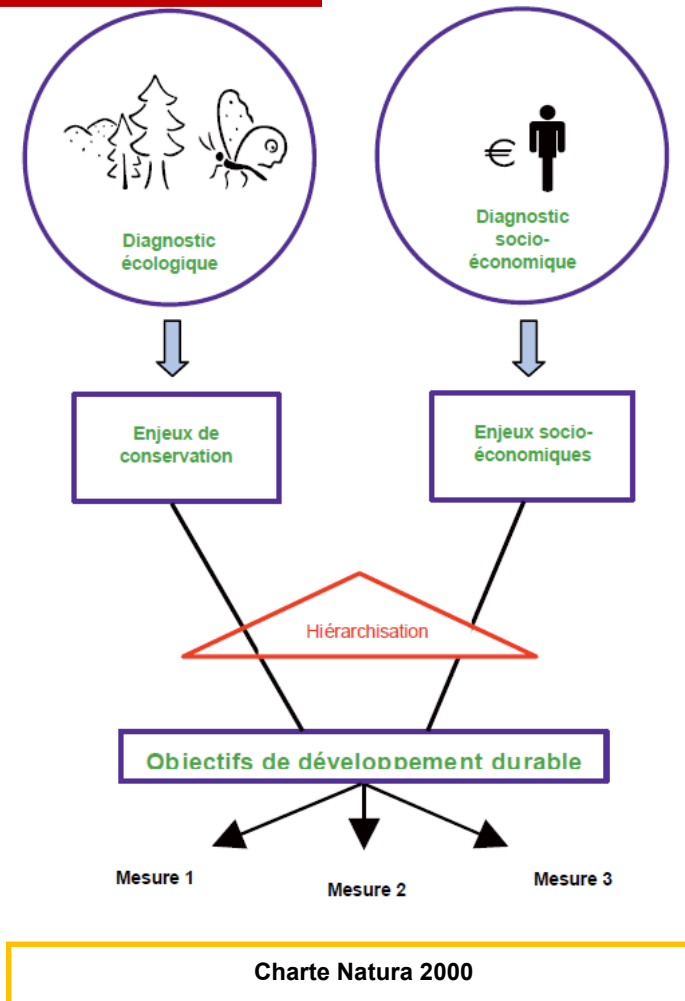 Diagnostic
écologique
€
Diagnostic
socio-
économique
Enjeux de
conservation
Enjeux socio-
économiques
Hiérarchisation
Objectifs de développement durable
Mesure 1
Mesure 2
Mesure 3
Charte Natura 2000